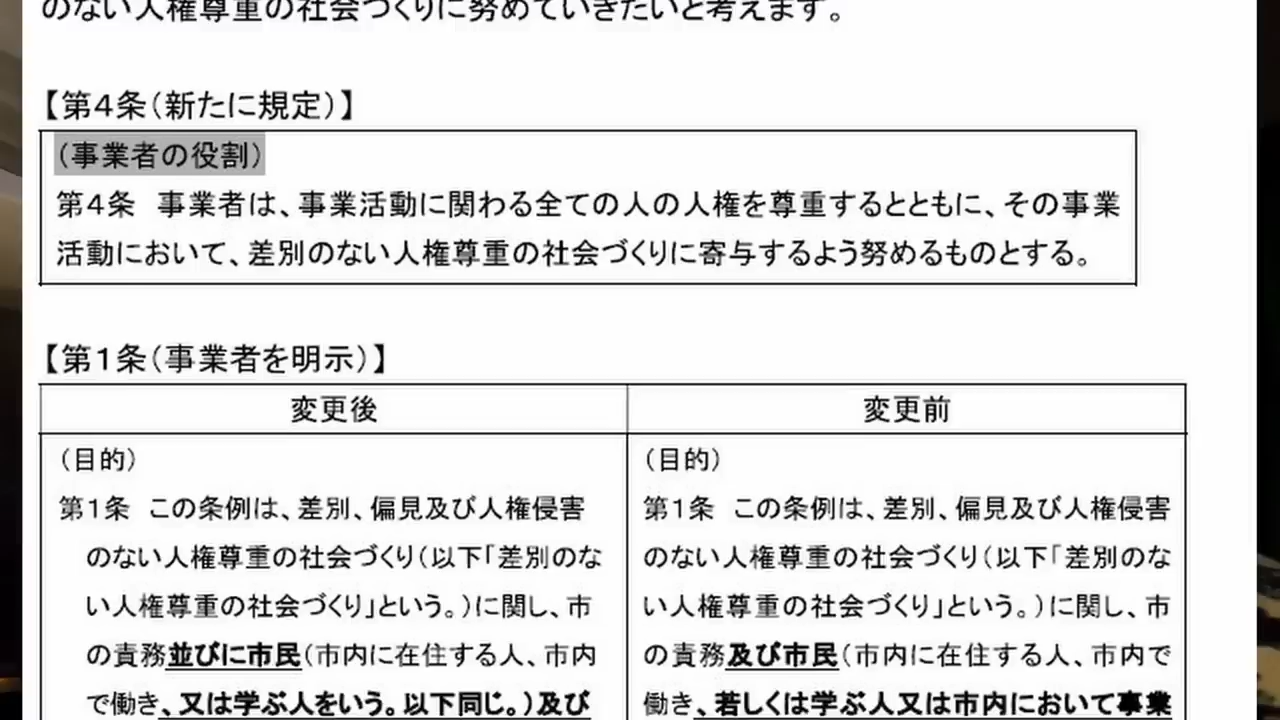 のない人権尊重の社会づくりに努めていきたいと考えます。
【第4条(新たに規定)】
(事業者の役割)
第4条　事業者は、事業活動に関わる全ての人の人権を尊重するとともに、その事業
活動において、差別のない人権尊重の社会づくりに寄与するよう努めるものとする。
【第1条(事業者を明示)】
変更後
(目的)
第1条　この条例は、差別、偏見及び人権侵害
のない人権尊重の社会づくり(以下「差別のな
い人権尊重の社会づくり」という。)に関し、市
の責務並びに市民(市内に在住する人、市内
で働き、又は学ぶ人をいう。以下同じ。)及び
変更前
(目的)
第1条　この条例は、差別、偏見及び人権侵害
のない人権尊重の社会づくり(以下「差別のな
い人権尊重の社会づくり」という。)に関し、市
の責務及び市民(市内に在住する人、市内で
働き、若しくは学ぶ人又は市内において事業